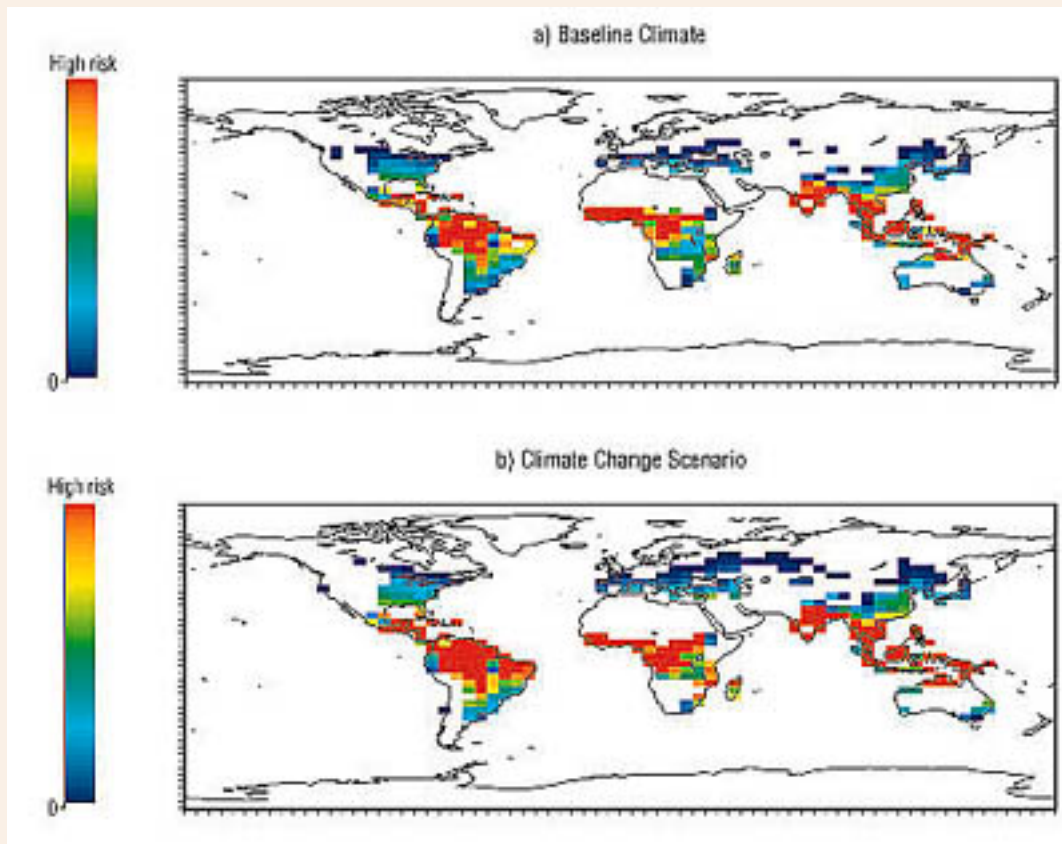 a) Baseline Climate
High risk
0
b) Climate Change Scenario
High risk
0